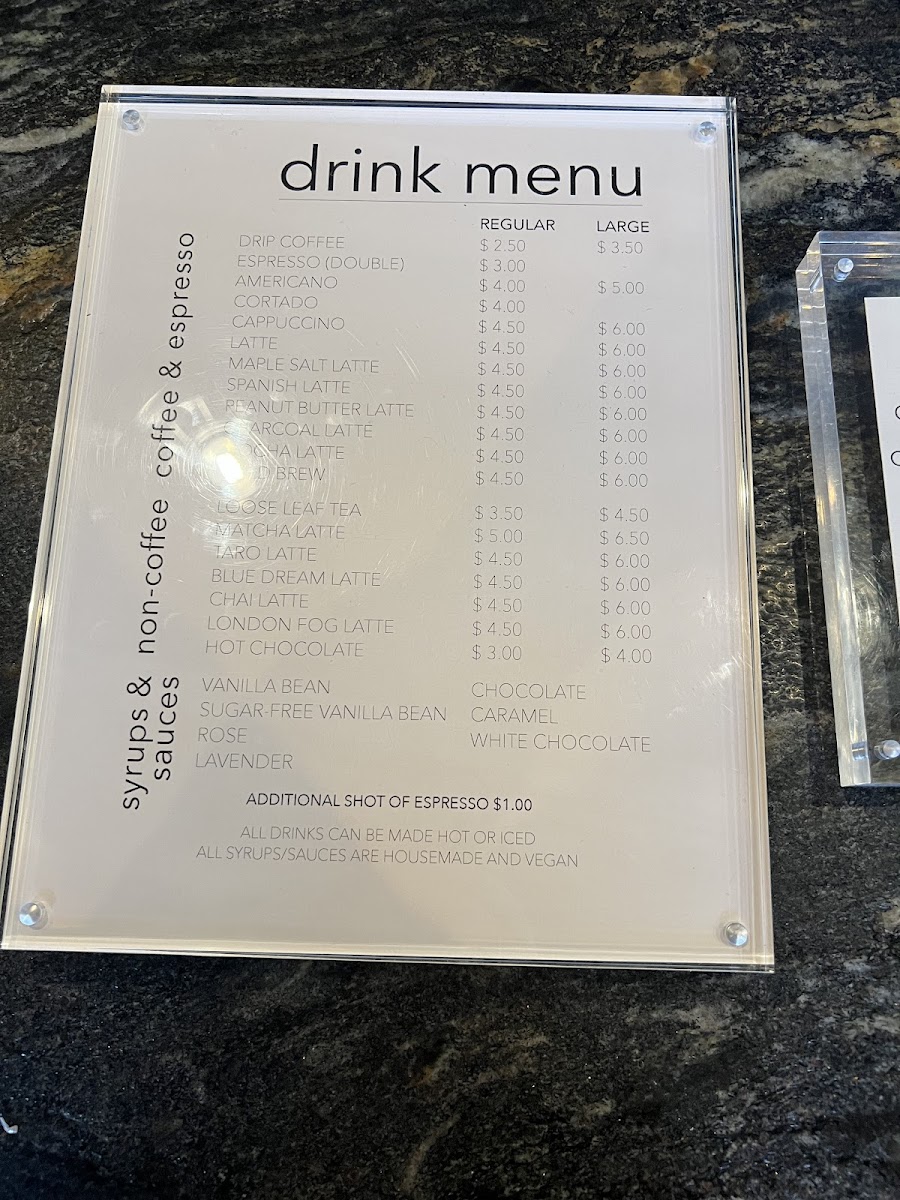 drink menu
REGULAR LARGE
coffee & espresso
DRIP COFFEE $2.50 $3.50
ESPRESSO (DOUBLE) $3.00
AMERICANO $4.00 $5.00
CORTADO $4.00
CAPPUCCINO $4.50 $6.00
LATTE $4.50 $6.00
MAPLE SALT LATTE $4.50 $6.00
SPANISH LATTE $4.50 $6.00
PEANUT BUTTER LATTE $4.50 $6.00
CHARCOAL LATTE $4.50 $6.00
MOCHA LATTE $4.50 $6.00
COLD BREW $4.50 $6.00
non-coffee
LOOSE LEAF TEA $3.50 $4.50
MATCHA LATTE $5.00 $6.50
TARO LATTE $4.50 $6.00
BLUE DREAM LATTE $4.50 $6.00
CHAI LATTE $4.50 $6.00
LONDON FOG LATTE $4.50 $6.00
HOT CHOCOLATE $3.00 $4.00
syrups &
sauces
VANILLA BEAN CHOCOLATE
SUGAR-FREE VANILLA BEAN CARAMEL
ROSE WHITE CHOCOLATE
LAVENDER
ADDITIONAL SHOT OF ESPRESSO $1.00
ALL DRINKS CAN BE MADE HOT OR ICED
ALL SYRUPS/SAUCES ARE HOUSEMADE AND VEGAN